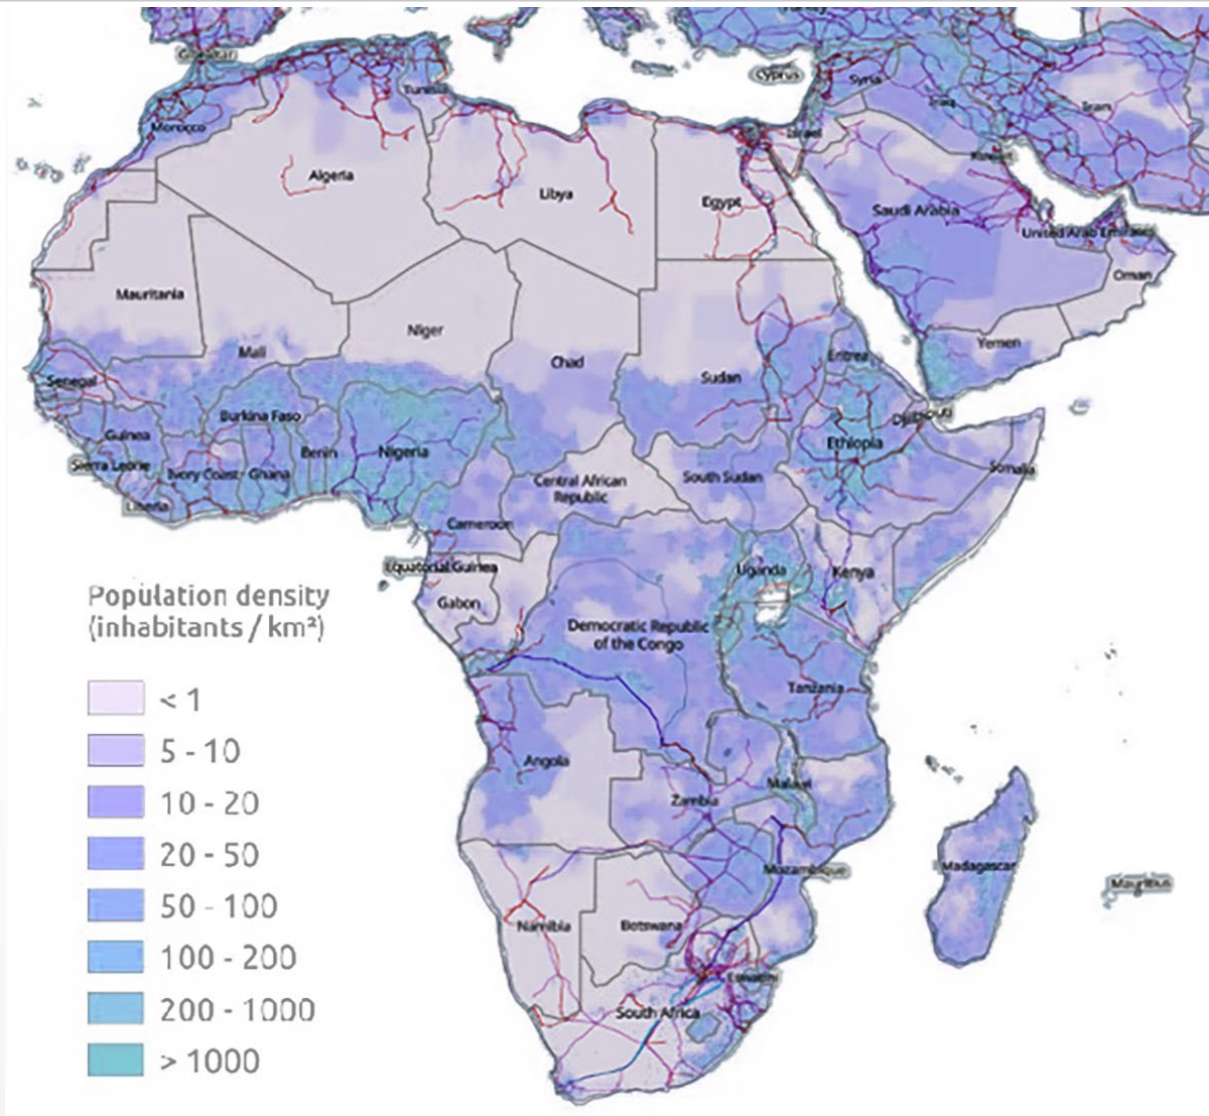 Turkey
Gibraltar
Cyprus
Syria
Tunisia
Iraq
Iran
Morocco
Israel
Kuwait
Algeria
Libya
Egypt
Saudi Arabia
United Arab Emirates
Oman
Mauritania
Niger
Mali
Chad
Sudan
Eritrea
Yemen
Senegal
Burkina Faso
Djibouti
Guinea
Benin
Nigeria
Ethiopia
Sierra Leone
Ivory Coast
Ghana
Somalia
Central African
Republic
South Sudan
Liberia
Cameroon
Equatorial Guinea
Uganda
Kenya
Gabon
Democratic Republic
of the Congo
Tanzania
Angola
Zambia
Malawi
Mozambique
Madagascar
Mauritius
Namibia
Botswana
Eswatini
South Africa
Population density
(inhabitants / km²)
< 1
5 - 10
10 - 20
20 - 50
50 - 100
100 - 200
200 - 1000
> 1000